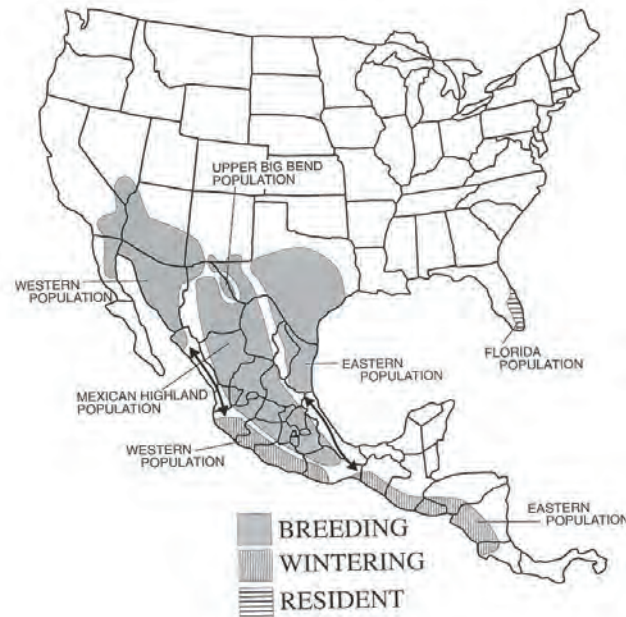 UPPER BIG BEND
POPULATION
WESTERN
POPULATION
FLORIDA
POPULATION
EASTERN
POPULATION
MEXICAN HIGHLAND
POPULATION
WESTERN
POPULATION
EASTERN
POPULATION
BREEDING
WINTERING
RESIDENT